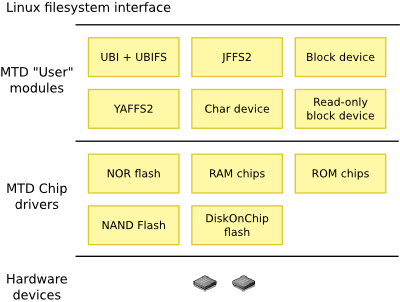 Linux filesystem interface
MTD "User"
modules
UBI + UBIFS
JFFS2
Block device
YAFFS2
Char device
Read-only
block device
MTD Chip
drivers
NOR flash
RAM chips
ROM chips
NAND Flash
DiskOnChip
flash
Hardware
devices